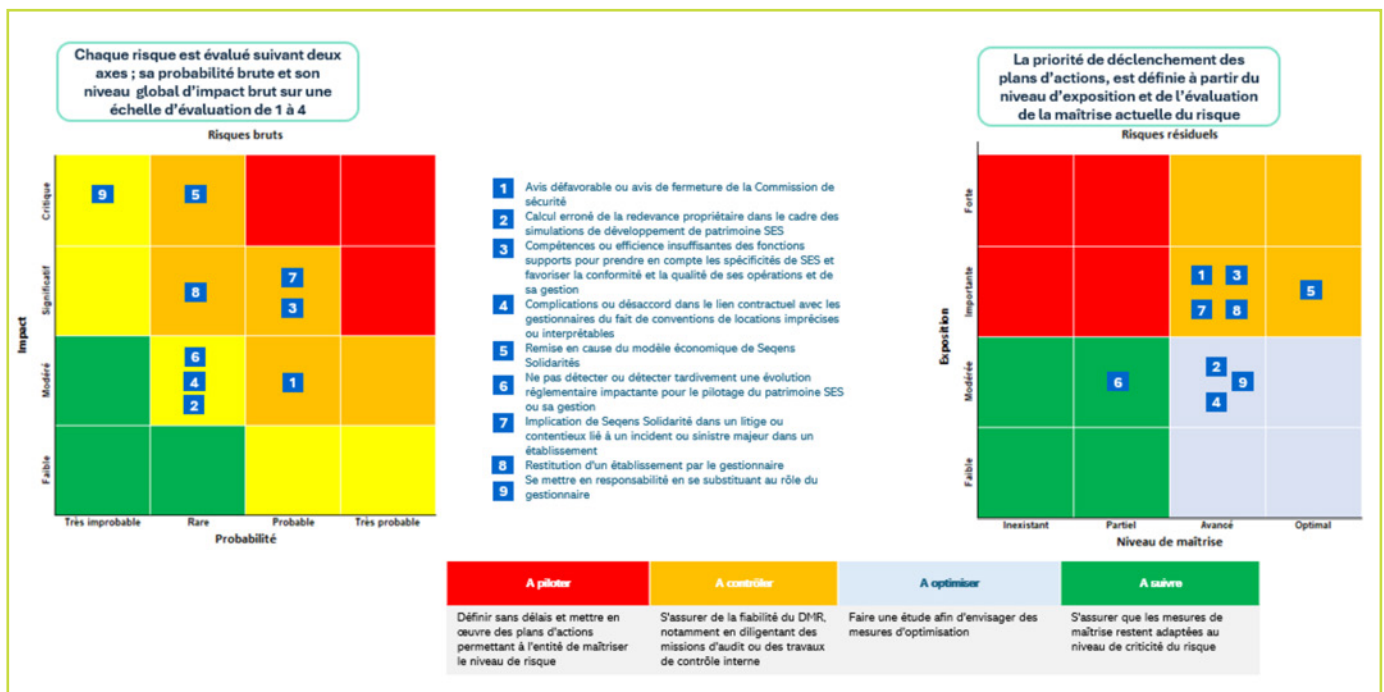 Chaque risque est évalué suivant deux
axes ; sa probabilité brute et son
niveau global d'impact brut sur une
échelle d'évaluation de 1 à 4
Risques bruts
Impact
Critique
Significatif
Modéré
Faible
9
5
8
7
3
6
4
2
1
Très improbable
Rare
Probable
Très probable
Probabilité
1 Avis défavorable ou avis de fermeture de la Commission de
sécurité
2 Calcul erroné de la redevance propriétaire dans le cadre des
simulations de développement de patrimoine SES
3 Compétences ou efficience insuffisantes des fonctions
supports pour prendre en compte les spécificités de SES et
favoriser la conformité et la qualité de ses opérations et de
sa gestion
4 Complications ou désaccord dans le lien contractuel avec les
gestionnaires du fait de conventions de locations imprécises
ou interprétables
5 Remise en cause du modèle économique de Seqens
Solidarités
6 Ne pas détecter ou détecter tardivement une évolution
réglementaire impactante pour le pilotage du patrimoine SES
ou sa gestion
7 Implication de Seqens Solidarité dans un litige ou
contentieux lié à un incident ou sinistre majeur dans un
établissement
8 Restitution d'un établissement par le gestionnaire
9 Se mettre en responsabilité en se substituant au rôle du
gestionnaire
La priorité de déclenchement des
plans d'actions, est définie à partir du
niveau d'exposition et de l'évaluation
de la maîtrise actuelle du risque
Risques résiduels
Exposition
Forte
Importante
Modérée
Faible
1
3
7
8
5
6
2
9
4
Inexistant
Partiel
Avancé
Optimal
Niveau de maîtrise
A piloter
Définir sans délais et mettre en
œuvre des plans d'actions
permettant à l'entité de maîtriser
le niveau de risque
A contrôler
S'assurer de la fiabilité du DMR,
notamment en diligentant des
missions d'audit ou des travaux
de contrôle interne
A optimiser
Faire une étude afin d'envisager des
mesures d'optimisation
A suivre
S'assurer que les mesures de
maîtrise restent adaptées au
niveau de criticité du risque